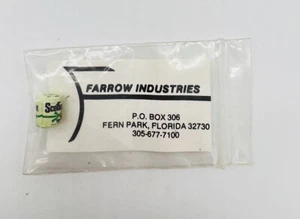 FARROW INDUSTRIES
P.O. BOX 306
FERN PARK, FLORIDA 32730
305-677-7100